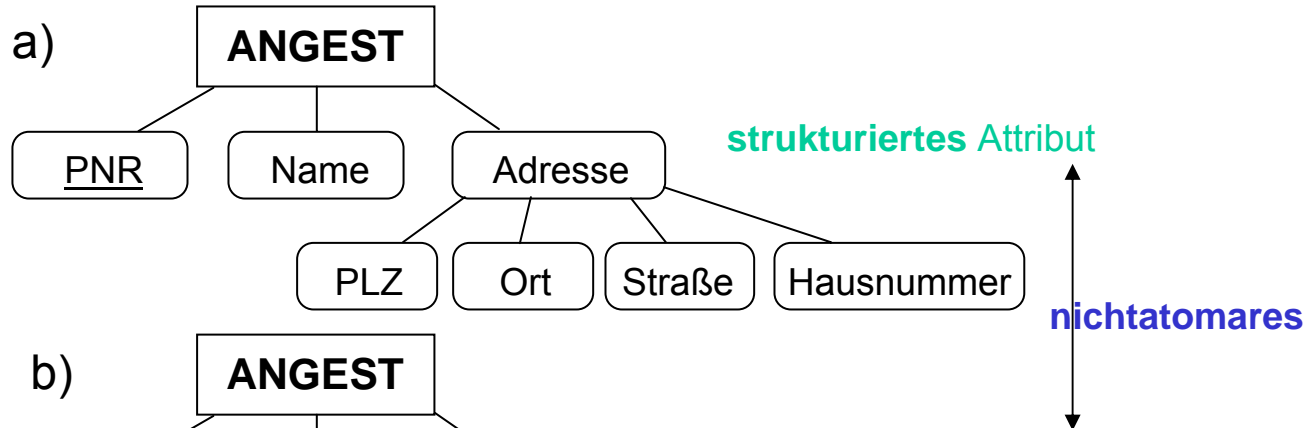 a)
ANGEST
PNR
Name
Adresse
strukturiertes Attribut
PLZ
Ort
Straße
Hausnummer
nichtatomares
b)
ANGEST